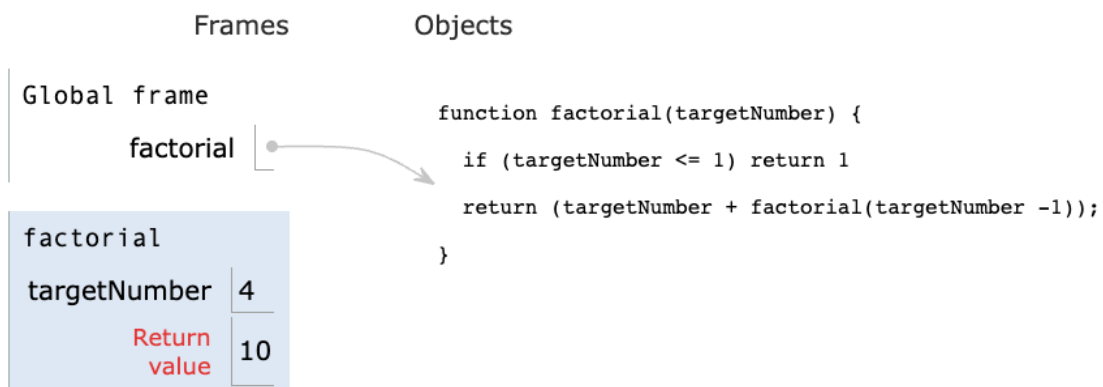 Frames Objects
Global frame
factorial
function factorial(targetNumber) {
if (targetNumber <= 1) return 1
return (targetNumber + factorial(targetNumber -1));
}
factorial
targetNumber 4
Return
value 10